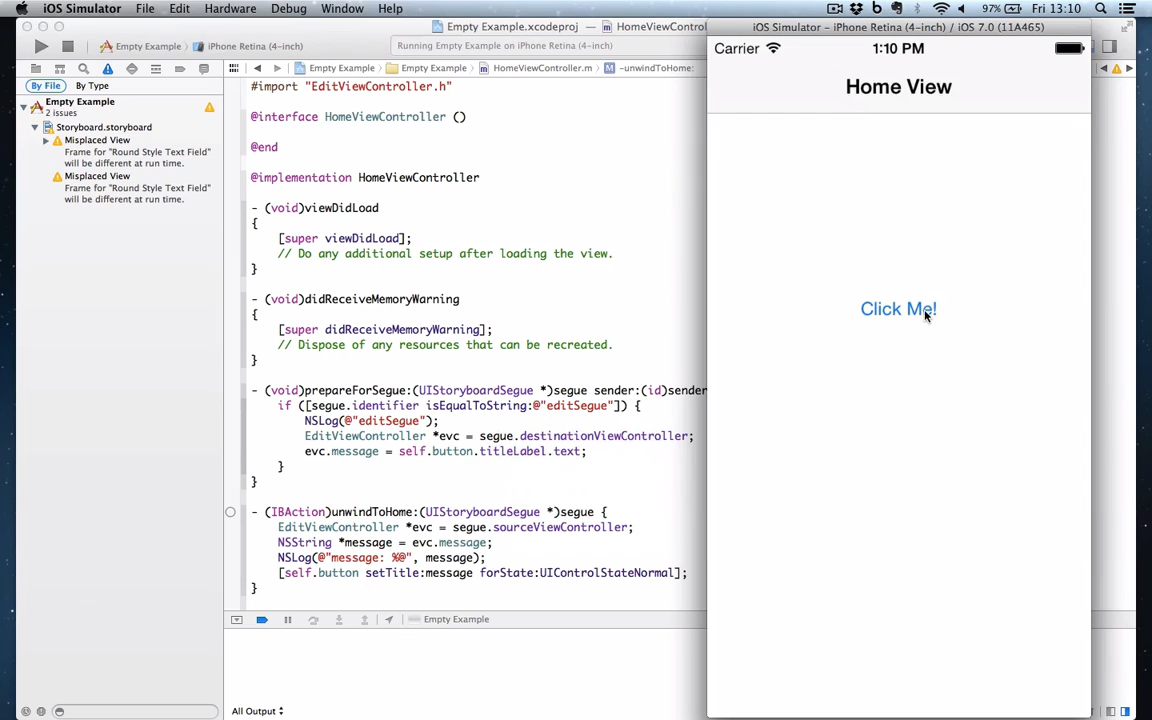 iOS Simulator File Edit Hardware Debug Window Help 97% Fri 13:10
Empty Example.xcodeproj HomeViewContro
iOS Simulator – iPhone Retina (4-inch) / iOS 7.0 (11A465)
Empty Example iPhone Retina (4-inch) Running Empty Example on iPhone Retina (4-inch)
Empty Example Empty Example HomeViewController.m M -unwindToHome:
By File By Type
Empty Example
2 issues
Storyboard.storyboard
Misplaced View
Frame for "Round Style Text Field"
will be different at run time.
Misplaced View
Frame for "Round Style Text Field"
will be different at run time.
#import "EditViewController.h"
@interface HomeViewController ()
@end
@implementation HomeViewController
- (void)viewDidLoad
{
[super viewDidLoad];
// Do any additional setup after loading the view.
}
- (void)didReceiveMemoryWarning
{
[super didReceiveMemoryWarning];
// Dispose of any resources that can be recreated.
}
- (void)prepareForSegue:(UIStoryboardSegue *)segue sender:(id)sender
if ([segue.identifier isEqualToString:@"editSegue"]) {
NSLog(@"editSegue");
EditViewController *evc = segue.destinationViewController;
evc.message = self.button.titleLabel.text;
}
}
- (IBAction)unwindToHome:(UIStoryboardSegue *)segue {
EditViewController *evc = segue.sourceViewController;
NSString *message = evc.message;
NSLog(@"message: %@", message);
[self.button setTitle:message forState:UIControlStateNormal];
}
Empty Example
All Output
Carrier 1:10 PM
Home View
Click Me!